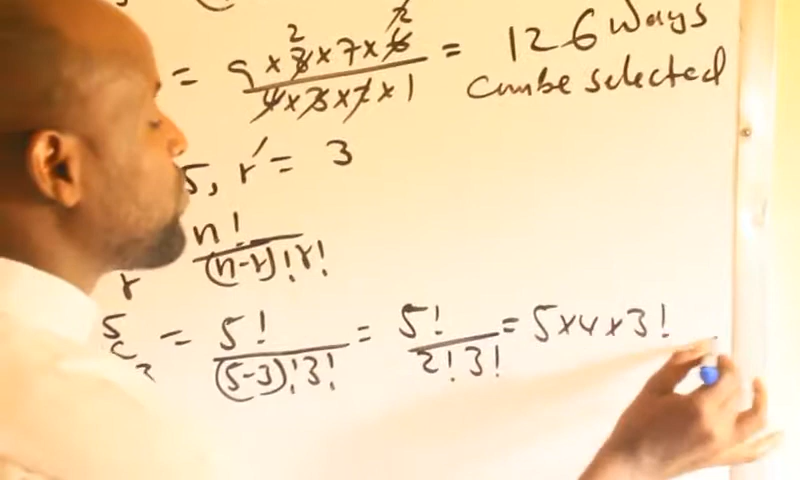 = 9 × 8 × 7 × 6 / 4 × 3 × 2 × 1 = 126 ways
can be selected
5, r = 3
n! / (n-r)! r!
r
5C3 = 5! / (5-3)! 3! = 5! / 2! 3! = 5 × 4 × 3!